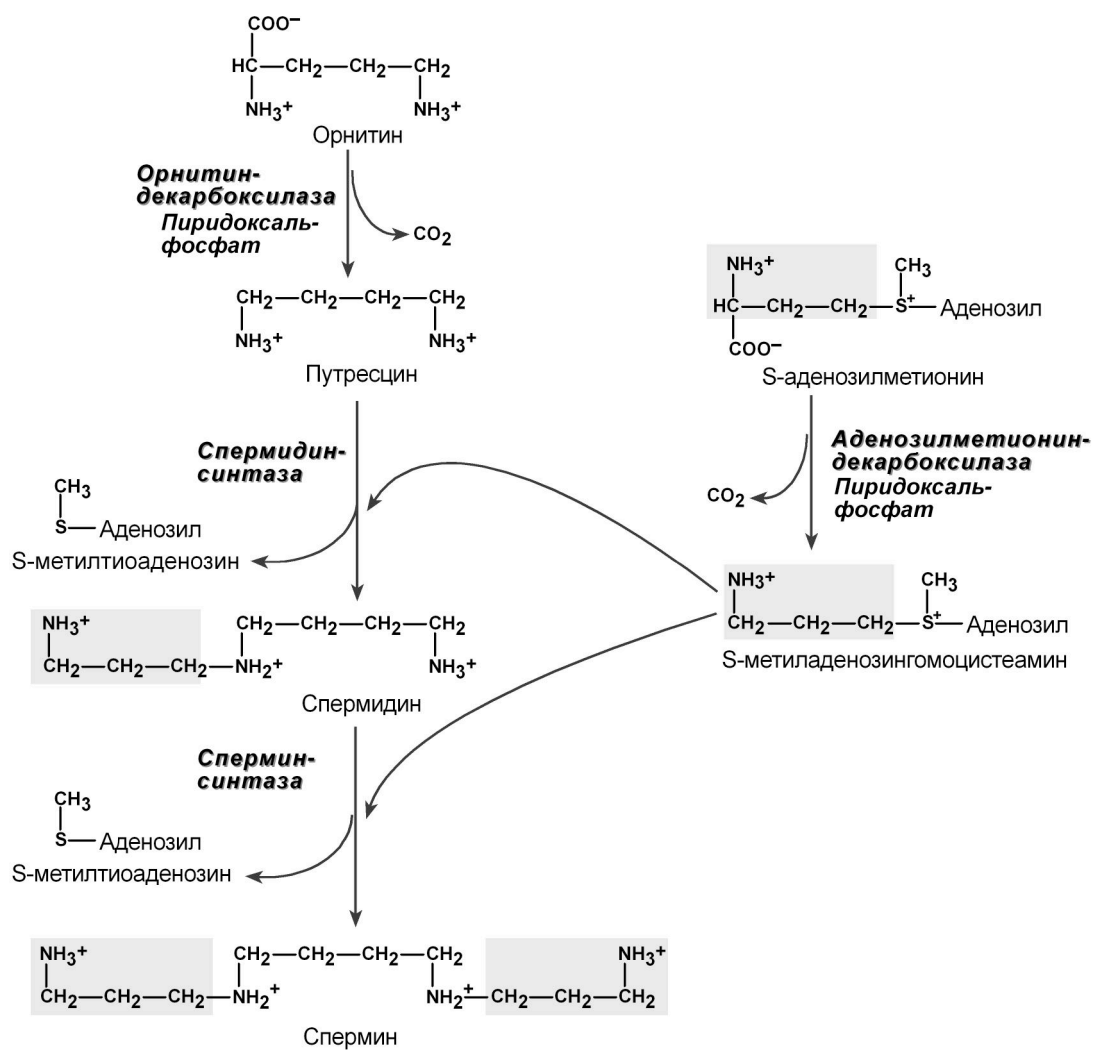 COO⁻
HC—CH₂—CH₂—CH₂
NH₃⁺ NH₃⁺
Орнитин
Орнитин-
декарбоксилаза
Пиридоксаль-
фосфат
CO₂
CH₂—CH₂—CH₂—CH₂
NH₃⁺ NH₃⁺
Путресцин
NH₃⁺ CH₃
HC—CH₂—CH₂—S⁺—Аденозил
COO⁻
S-аденозилметионин
Аденозилметионин-
декарбоксилаза
Пиридоксаль-
фосфат
CO₂
Спермидин-
синтаза
CH₃
S—Аденозил
S-метилтиоаденозин
NH₃⁺ CH₃
CH₂—CH₂—CH₂—S⁺—Аденозил
S-метиладенозингомоцистеамин
NH₃⁺ CH₂—CH₂—CH₂—CH₂
CH₂—CH₂—CH₂—NH₂⁺ NH₃⁺
Спермидин
Спермин-
синтаза
CH₃
S—Аденозил
S-метилтиоаденозин
NH₃⁺ CH₂—CH₂—CH₂—CH₂ NH₃⁺
CH₂—CH₂—CH₂—NH₂⁺ NH₂⁺—CH₂—CH₂—CH₂
Спермин